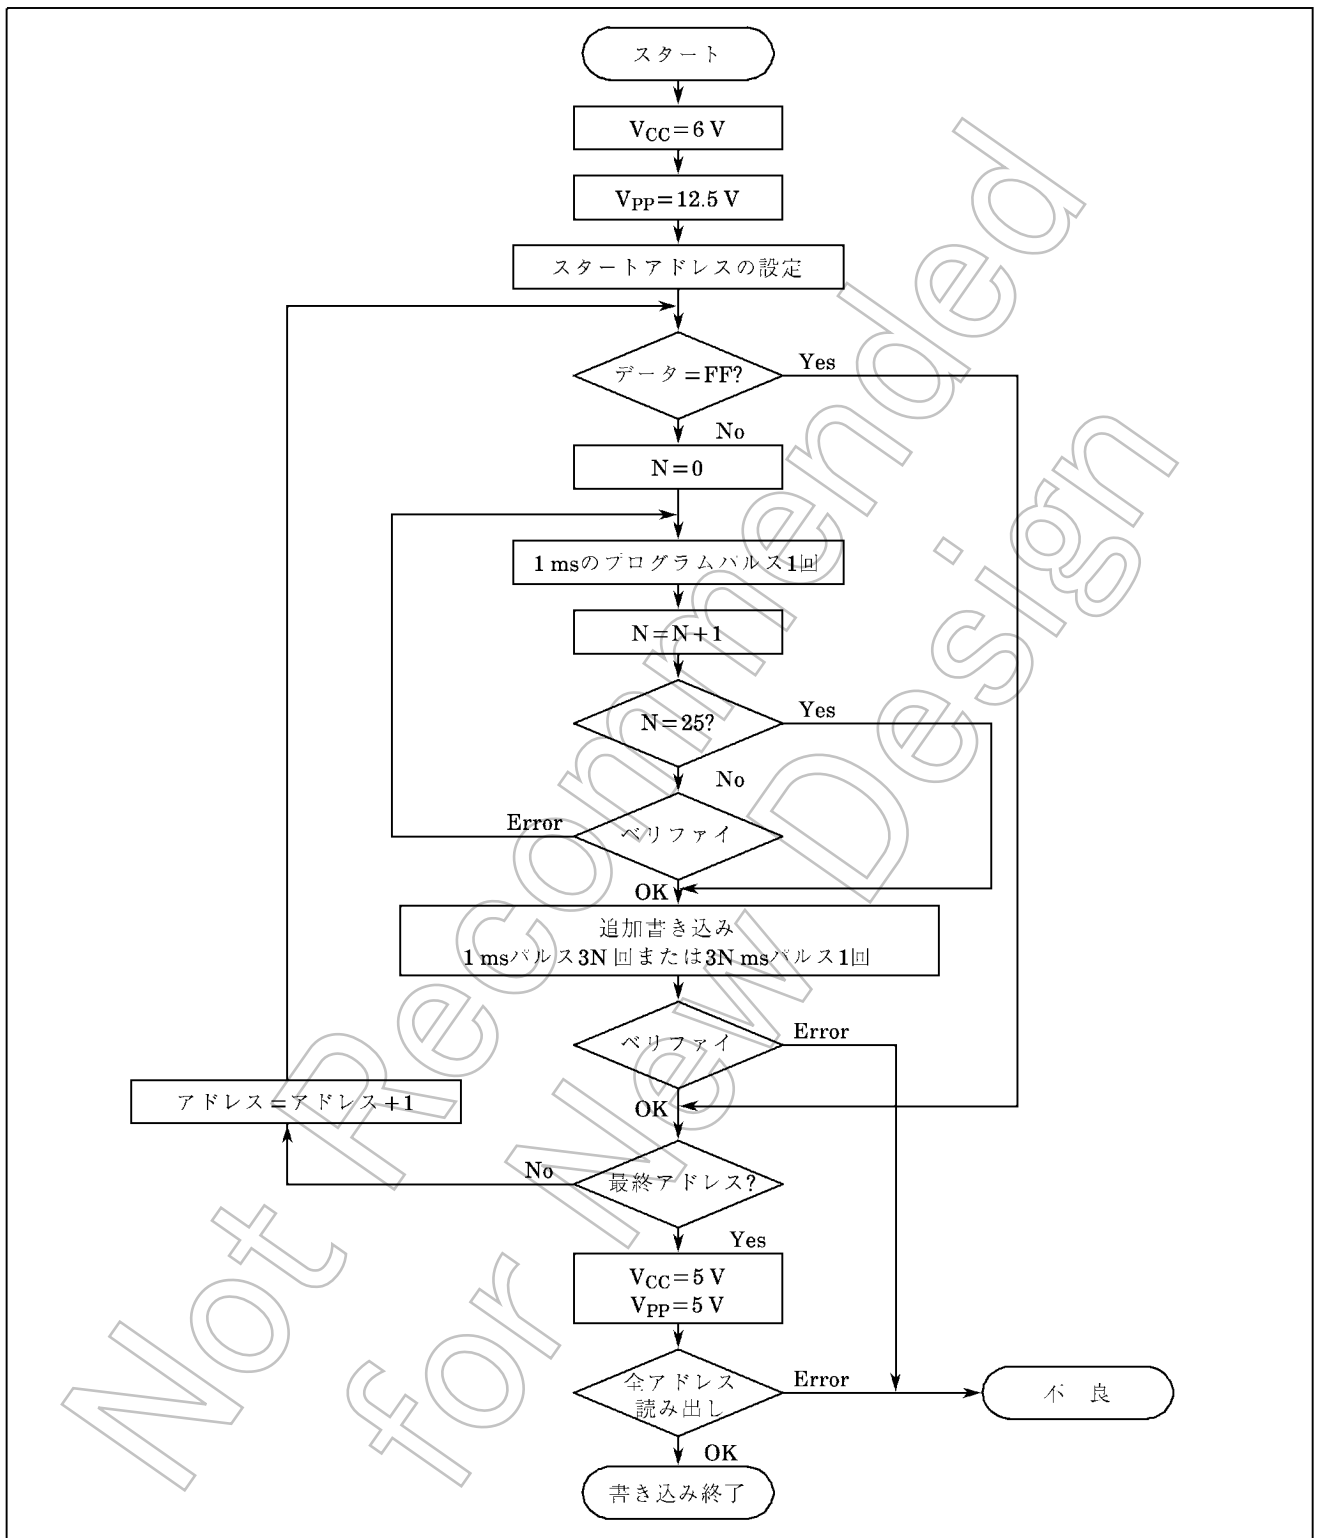 スタート
VCC=6 V
VPP=12.5 V
スタートアドレスの設定
データ=FF?
Yes
No
N=0
1 msのプログラムパルス1回
N=N+1
N=25?
Yes
No
ベリファイ
Error
OK
追加書き込み
1 msパルス3N 回または3N msパルス1回
ベリファイ
Error
OK
アドレス=アドレス+1
最終アドレス?
No
Yes
VCC=5 V
VPP=5 V
全アドレス
読み出し
Error
不 良
OK
書き込み終了
Not Recommended
for New Design